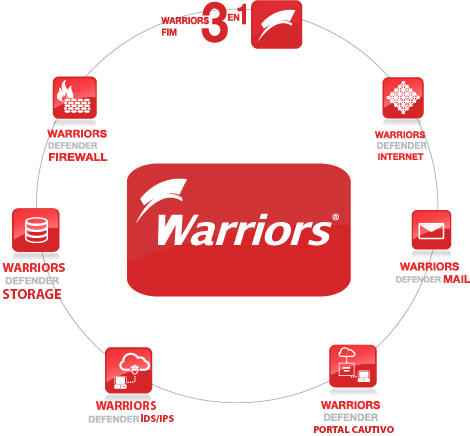 WARRIORS
FIM
3 EN 1
WARRIORS
DEFENDER
FIREWALL
WARRIORS
DEFENDER
INTERNET
Warriors®
WARRIORS
DEFENDER
STORAGE
WARRIORS
DEFENDER MAIL
WARRIORS
DEFENDER IDS/IPS
WARRIORS
DEFENDER
PORTAL CAUTIVO